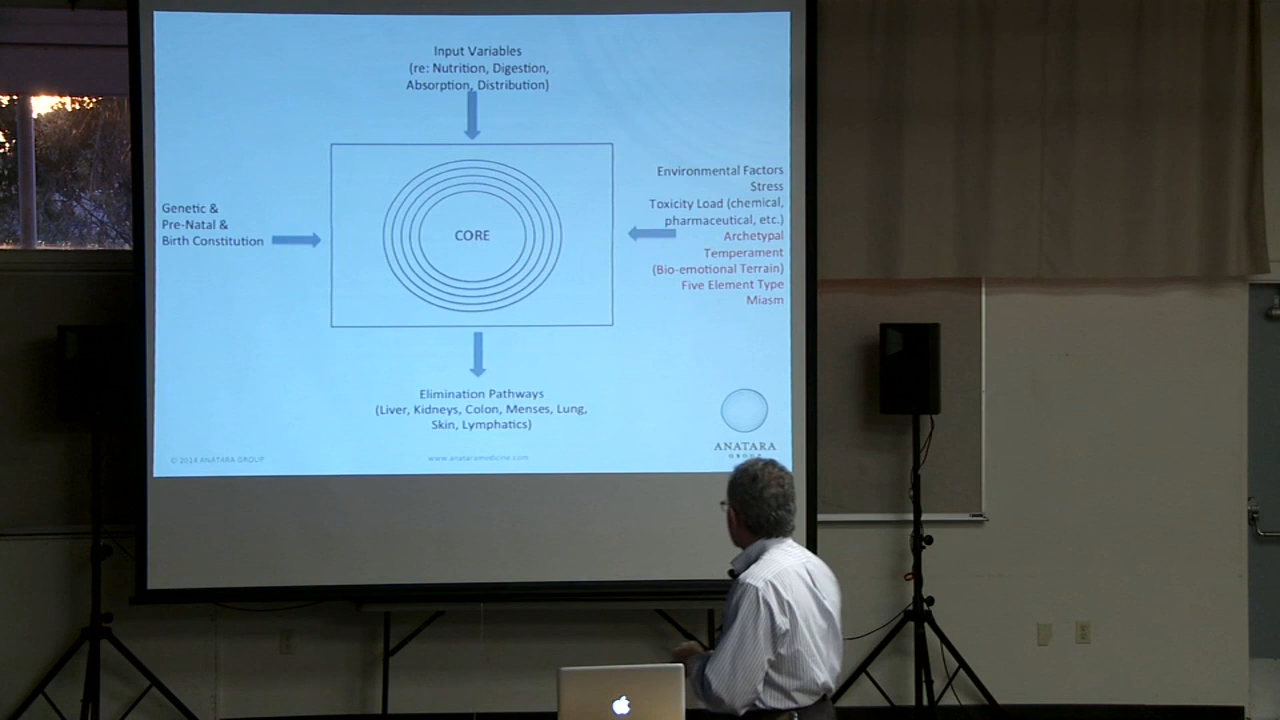 Input Variables
(re: Nutrition, Digestion,
Absorption, Distribution)
Genetic &
Pre-Natal &
Birth Constitution
CORE
Environmental Factors
Stress
Toxicity Load (chemical,
pharmaceutical, etc.)
Archetypal
Temperament
(Bio-emotional Terrain)
Five Element Type
Miasm
Elimination Pathways
(Liver, Kidneys, Colon, Menses, Lung,
Skin, Lymphatics)
© 2014 ANATARA GROUP
www.anataramedicine.com
ANATARA
GROUP